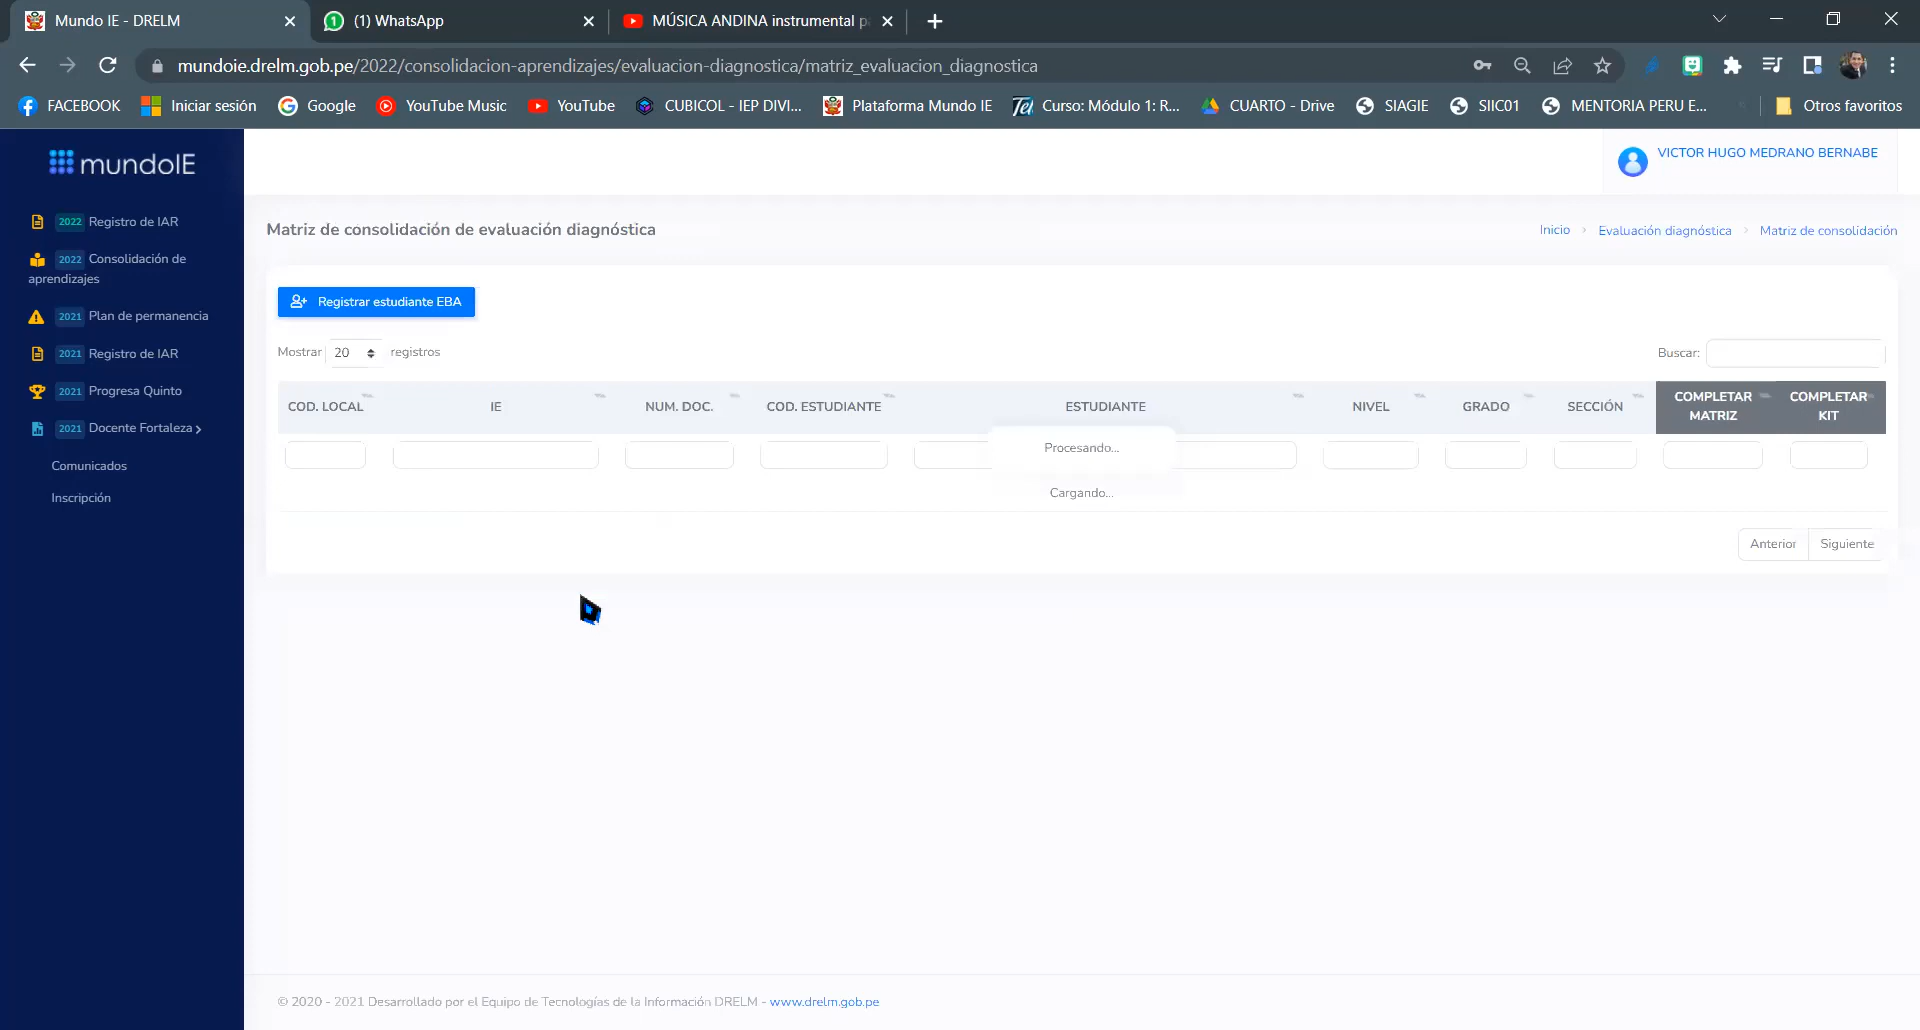 Mundo IE - DRELM
(1) WhatsApp
MÚSICA ANDINA instrumental p
mundoie.drelm.gob.pe/2022/consolidacion-aprendizajes/evaluacion-diagnostica/matriz_evaluacion_diagnostica
FACEBOOK
Iniciar sesión
Google
YouTube Music
YouTube
CUBICOL - IEP DIVI...
Plataforma Mundo IE
Tel
Curso: Módulo 1: R...
CUARTO - Drive
SIAGIE
SIIC01
MENTORIA PERU E...
Otros favoritos
mundoIE
VICTOR HUGO MEDRANO BERNABE
2022 Registro de IAR
2022 Consolidación de
aprendizajes
2021 Plan de permanencia
2021 Registro de IAR
2021 Progresa Quinto
2021 Docente Fortaleza
Comunicados
Inscripción
Matriz de consolidación de evaluación diagnóstica
Inicio
Evaluación diagnóstica
Matriz de consolidación
Registrar estudiante EBA
Mostrar 20 registros
Buscar:
COD. LOCAL
IE
NUM. DOC.
COD. ESTUDIANTE
ESTUDIANTE
NIVEL
GRADO
SECCIÓN
COMPLETAR
MATRIZ
COMPLETAR
KIT
Procesando...
Cargando...
Anterior
Siguiente
© 2020 - 2021 Desarrollado por el Equipo de Tecnologías de la Información DRELM - www.drelm.gob.pe